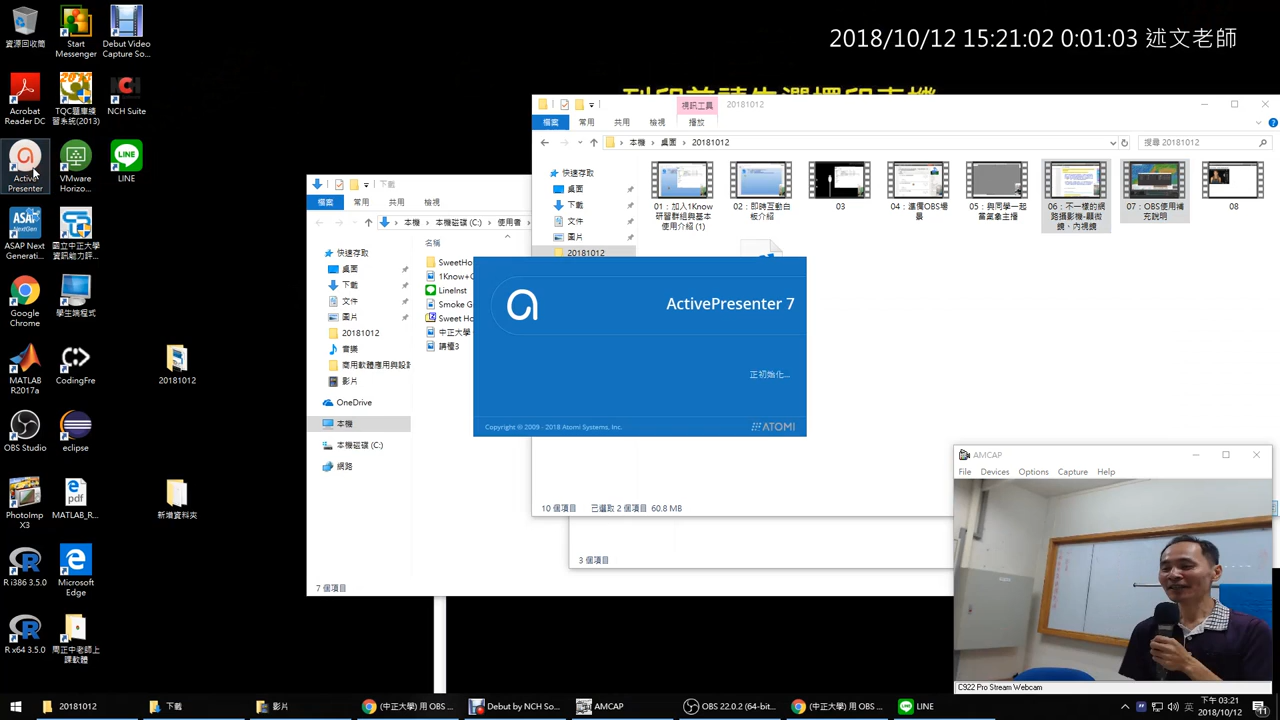 2018/10/12 15:21:02 0:01:03 述文老師
資源回收筒
Start Messenger
Debut Video Capture So...
Acrobat Reader DC
TQC題庫練習系統(2013)
NCH Suite
Active Presenter
VMware Horizo...
LINE
ASAP Next Generati...
國立中正大學資訊能力評...
Google Chrome
學生端程式
MATLAB R2017a
CodingFre
20181012
OBS Studio
eclipse
PhotoImp X3
MATLAB_R...
新增資料夾
R i386 3.5.0
Microsoft Edge
R x64 3.5.0
周正中老師上課軟體
下載
檔案 常用 共用 檢視
本機 本機磁碟 (C:) 使用者
名稱
快速存取
桌面
下載
文件
圖片
20181012
音樂
商用軟體應用與設計
影片
OneDrive
本機
本機磁碟 (C:)
網路
SweetHo
1Know+C
LineInst
Smoke G
Sweet Ho
中正大學
講檯3
7 個項目
3 個項目
視訊工具
20181012
檔案 常用 共用 檢視 播放
本機 桌面 20181012
搜尋 20181012
快速存取
桌面
下載
文件
圖片
20181012
01：加入1Know研習群組與基本使用介紹 (1)
02：即時互動白板介紹
03
04：準備OBS場景
05：與同學一起當氣象主播
06：不一樣的網路攝影機-顯微鏡、內視鏡
07：OBS使用補充說明
08
10 個項目 已選取 2 個項目 60.8 MB
ActivePresenter 7
正初始化...
Copyright © 2009 - 2018 Atomi Systems, Inc.
ATOMI
AMCAP
File Devices Options Capture Help
C922 Pro Stream Webcam
20181012
下載
影片
(中正大學) 用 OBS ...
Debut by NCH So...
AMCAP
OBS 22.0.2 (64-bit...
(中正大學) 用 OBS ...
LINE
英
下午 03:21
2018/10/12
11